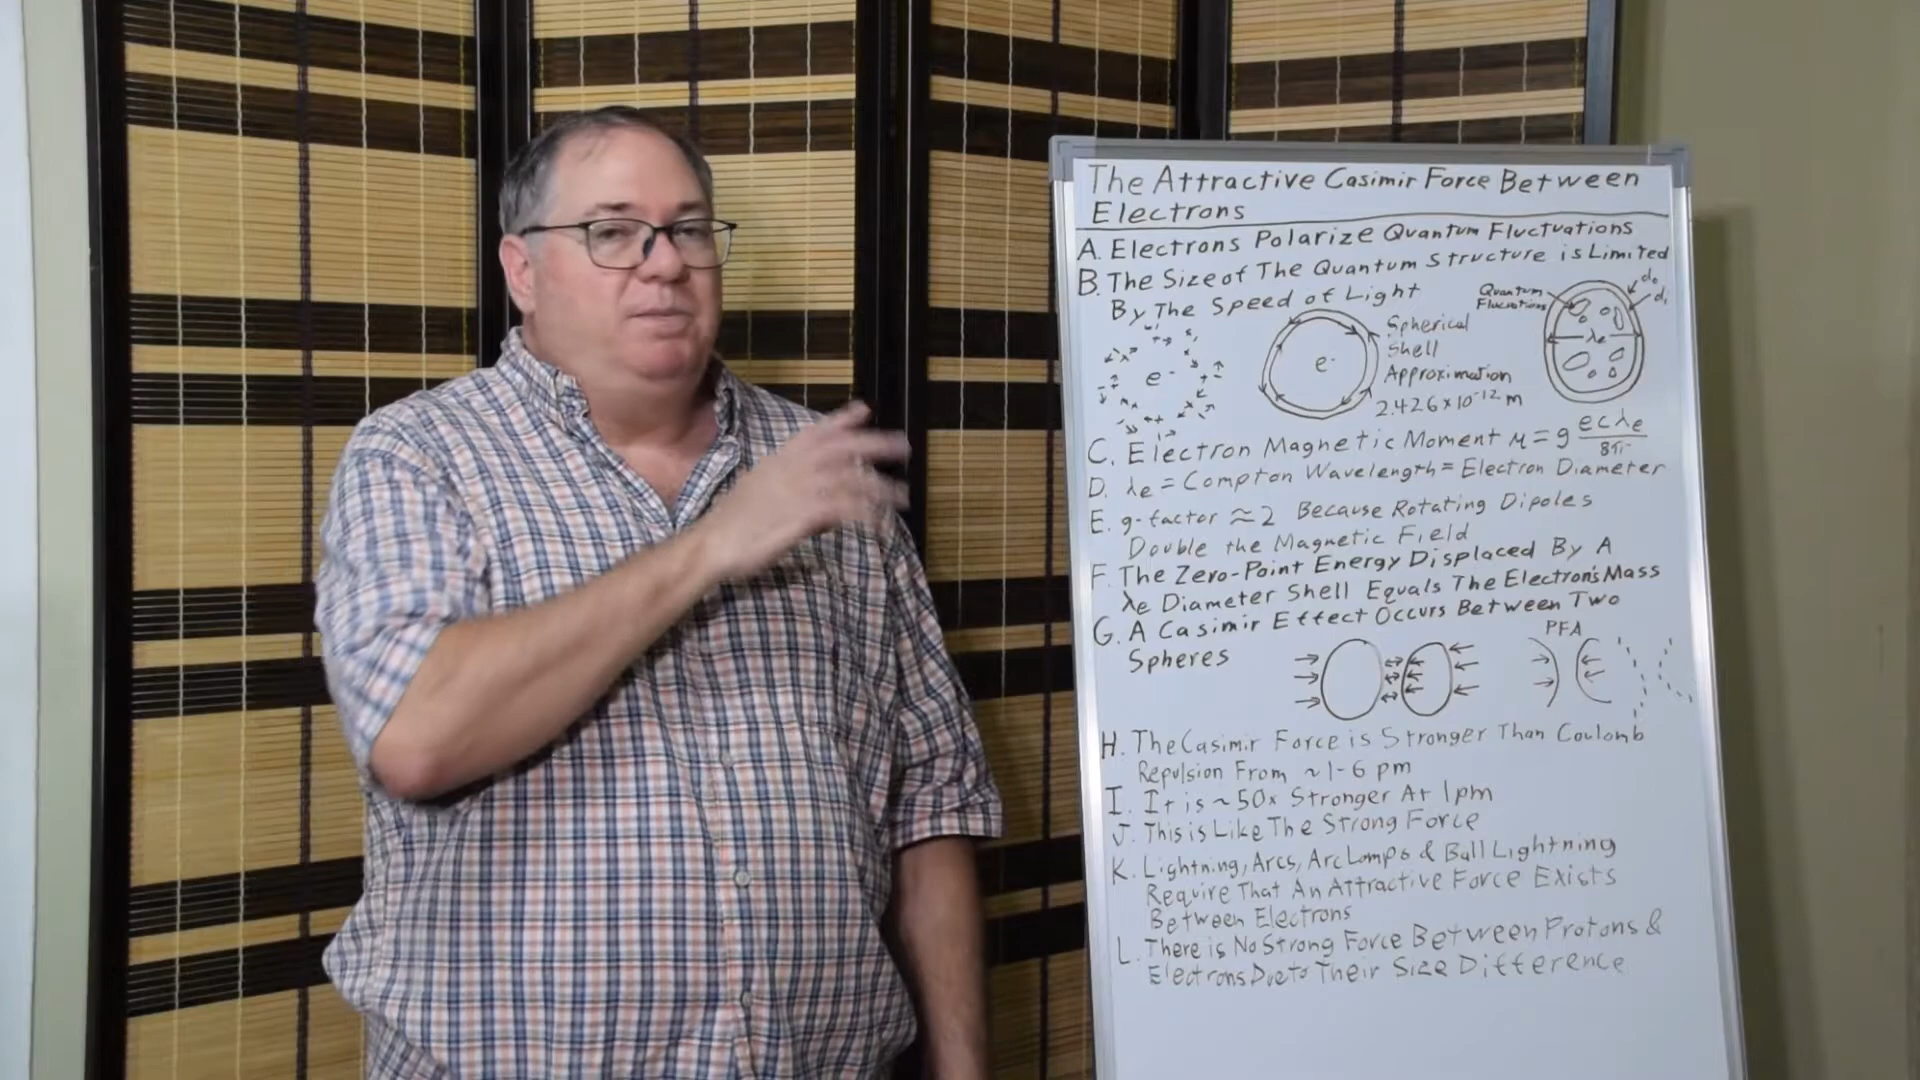 The Attractive Casimir Force Between
Electrons
A. Electrons Polarize Quantum Fluctuations
B. The Size of The Quantum Structure is Limited
By The Speed of Light
Quantum
Fluctuations
d₀
dᵢ
λe
e-
e-
Spherical
Shell
Approximation
2.426x10⁻¹² m
C. Electron Magnetic Moment μ = g ecλe/8π
D. λe = Compton Wavelength = Electron Diameter
E. g-factor ≈ 2 Because Rotating Dipoles
Double the Magnetic Field
F. The Zero-Point Energy Displaced By A
λe Diameter Shell Equals The Electron's Mass
G. A Casimir Effect Occurs Between Two
Spheres
PFA
H. The Casimir Force is Stronger Than Coulomb
Repulsion From ~1-6 pm
I. It is ~50x Stronger At 1pm
J. This is Like The Strong Force
K. Lightning, Arcs, Arc Lamps & Ball Lightning
Require That An Attractive Force Exists
Between Electrons
L. There is No Strong Force Between Protons &
Electrons Due to Their Size Difference